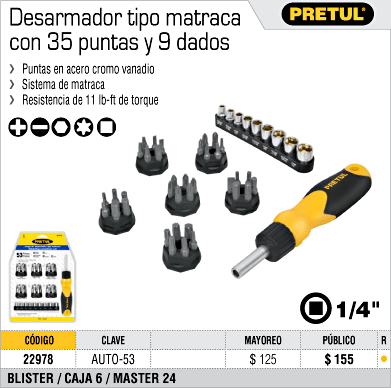 Desarmador tipo matraca
con 35 puntas y 9 dados
PRETUL®
Puntas en acero cromo vanadio
Sistema de matraca
Resistencia de 11 lb-ft de torque
PRETUL
53
1/4"
CÓDIGO CLAVE MAYOREO PÚBLICO R
22978 AUTO-53 $ 125 $ 155
BLISTER / CAJA 6 / MASTER 24